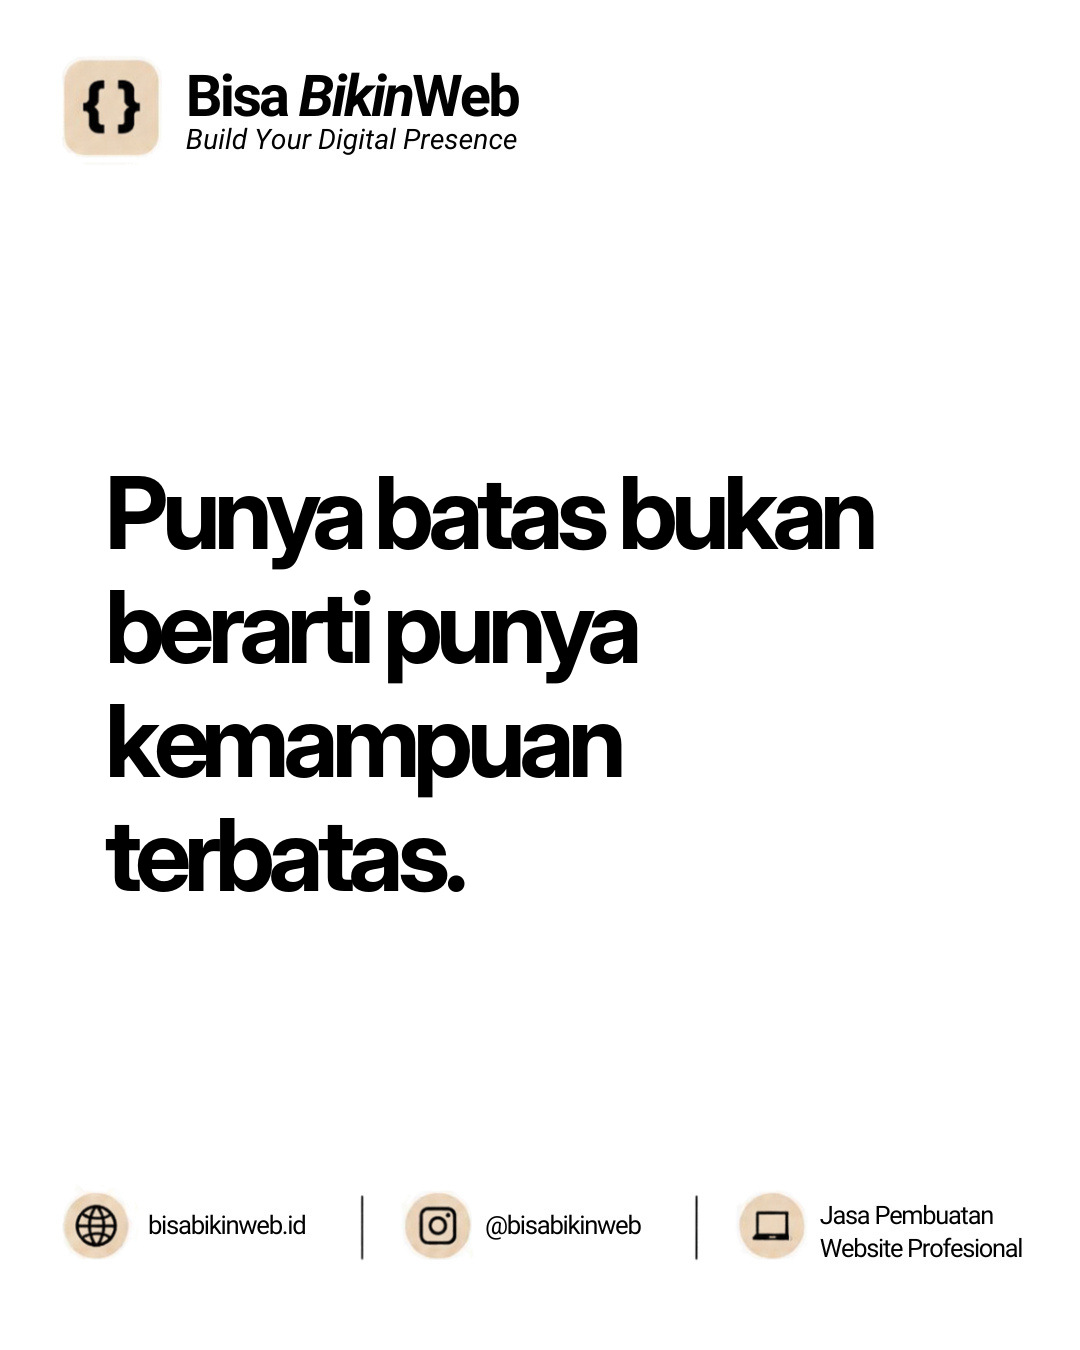 { }
Bisa BikinWeb
Build Your Digital Presence
Punya batas bukan
berarti punya
kemampuan
terbatas.
bisabikinweb.id
@bisabikinweb
Jasa Pembuatan
Website Profesional